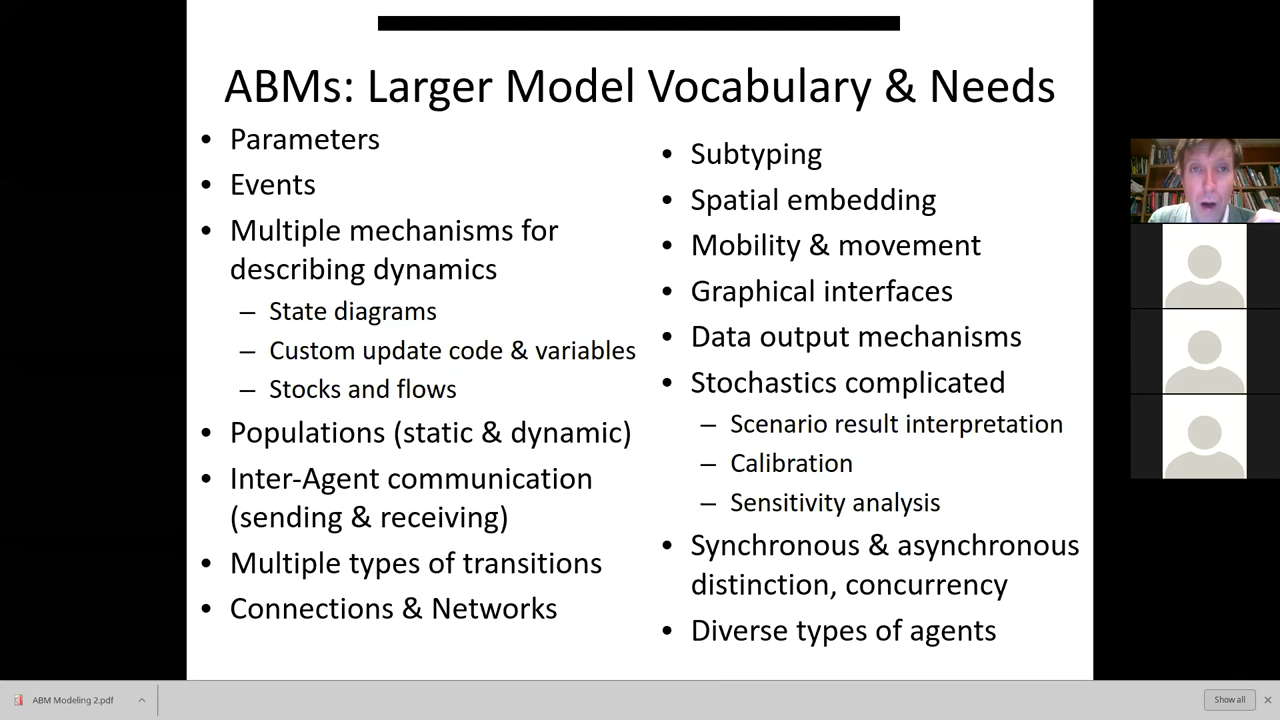 ABMs: Larger Model Vocabulary & Needs
• Parameters
• Events
• Multiple mechanisms for
describing dynamics
– State diagrams
– Custom update code & variables
– Stocks and flows
• Populations (static & dynamic)
• Inter-Agent communication
(sending & receiving)
• Multiple types of transitions
• Connections & Networks
• Subtyping
• Spatial embedding
• Mobility & movement
• Graphical interfaces
• Data output mechanisms
• Stochastics complicated
– Scenario result interpretation
– Calibration
– Sensitivity analysis
• Synchronous & asynchronous
distinction, concurrency
• Diverse types of agents
ABM Modeling 2.pdf
Show all